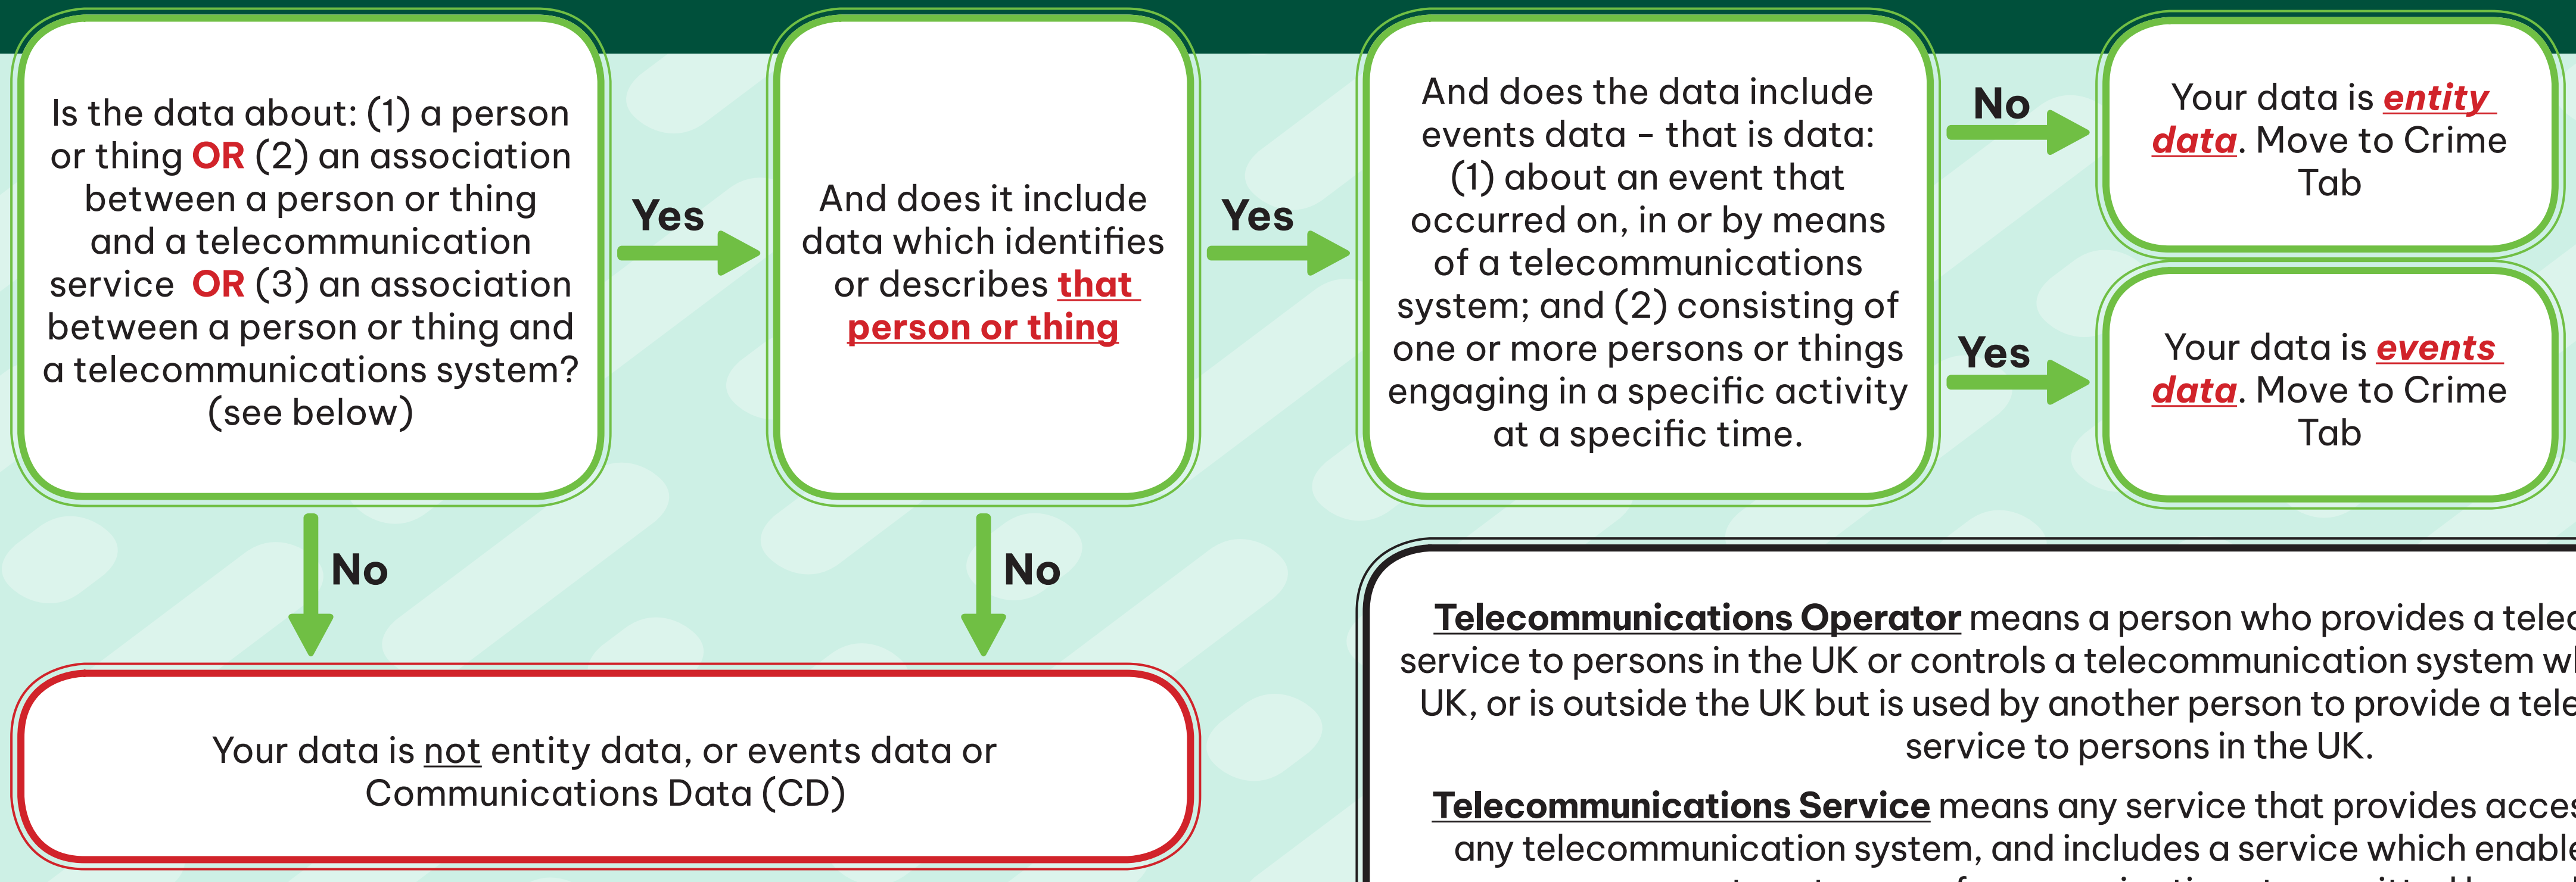 Is the data about: (1) a person
or thing OR (2) an association
between a person or thing
and a telecommunication
service OR (3) an association
between a person or thing and
a telecommunications system?
(see below)
Yes
No
And does it include
data which identifies
or describes that
person or thing
Yes
No
And does the data include
events data – that is data:
(1) about an event that
occurred on, in or by means
of a telecommunications
system; and (2) consisting of
one or more persons or things
engaging in a specific activity
at a specific time.
No
Your data is entity
data. Move to Crime
Tab
Yes
Your data is events
data. Move to Crime
Tab
Your data is not entity data, or events data or
Communications Data (CD)
Telecommunications Operator means a person who provides a
service to persons in the UK or controls a telecommunication system
UK, or is outside the UK but is used by another person to provide a
service to persons in the UK.
Telecommunications Service means any service that provides
any telecommunication system, and includes a service which